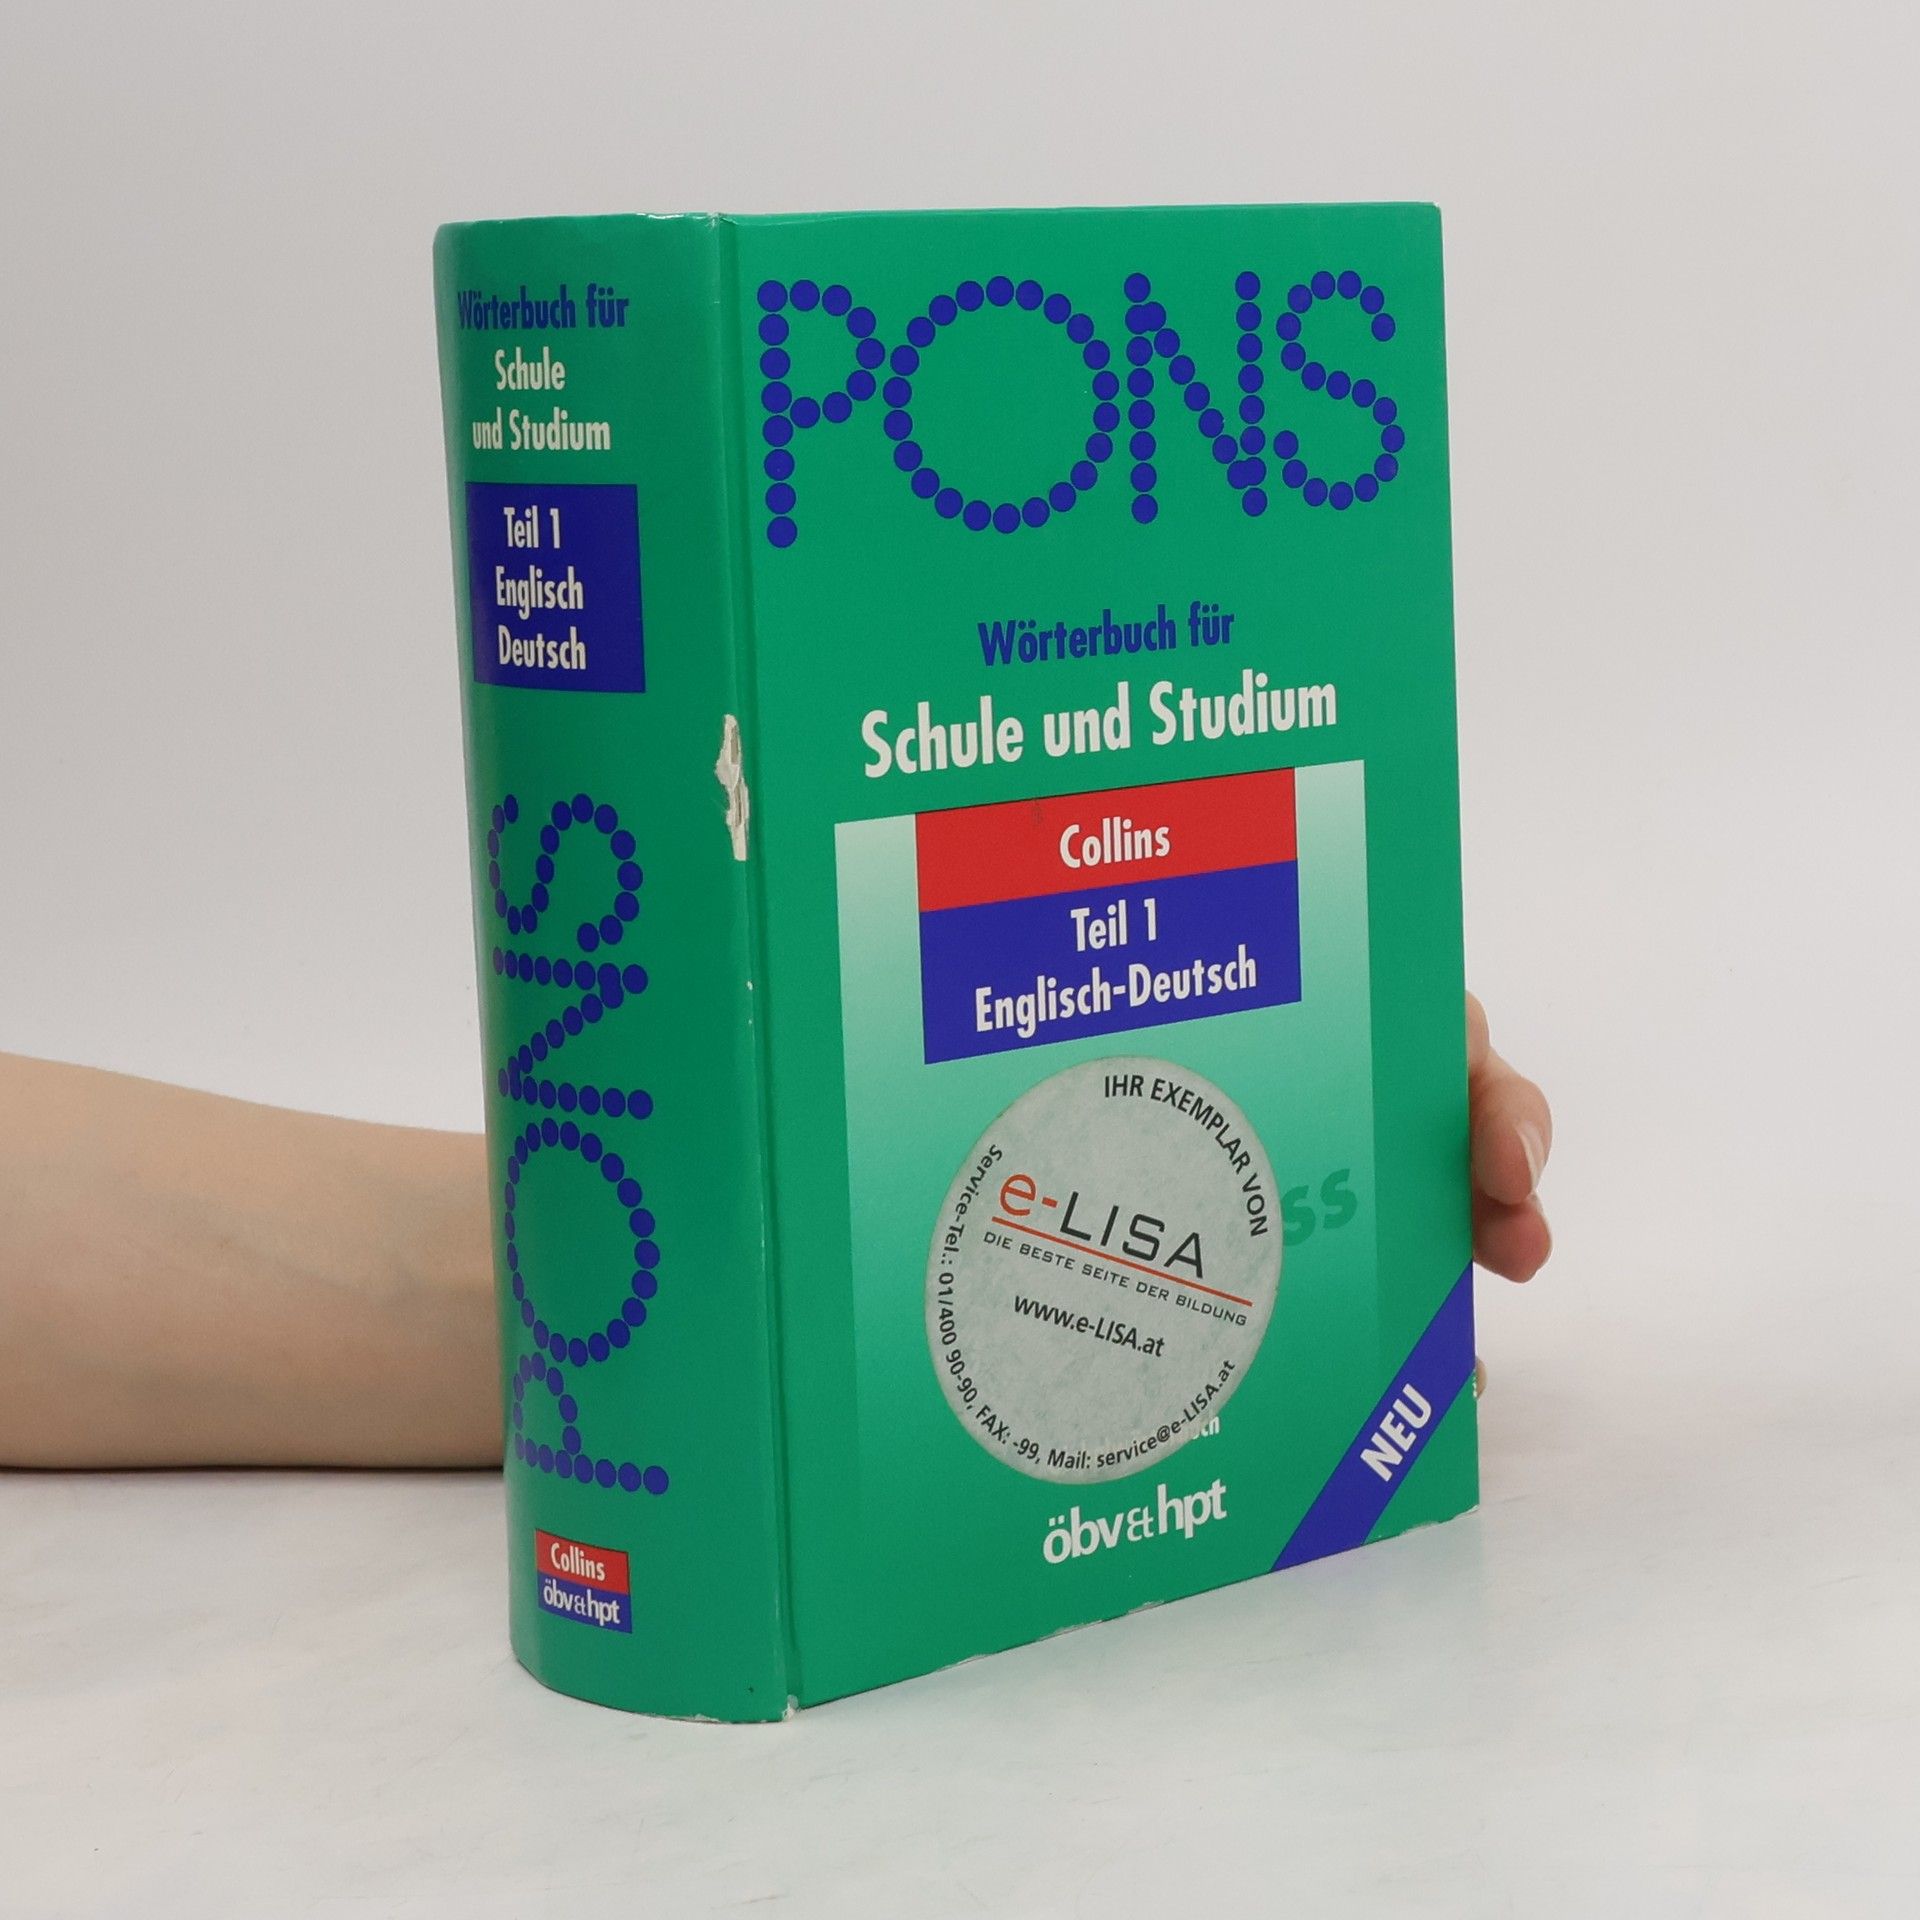 Wörterbuch für
Schule
und Studium
Teil 1
Englisch
Deutsch
PONS
Collins
öbv&hpt
PONS
Wörterbuch für
Schule und Studium
Collins
Teil 1
Englisch-Deutsch
IHR EXEMPLAR VON
e-LISA
DIE BESTE SEITE DER BILDUNG
www.e-LISA.at
Service-Tel.: 01/400 90-90, FAX: -99, Mail: service@e-LISA.at
öbv&hpt
NEU